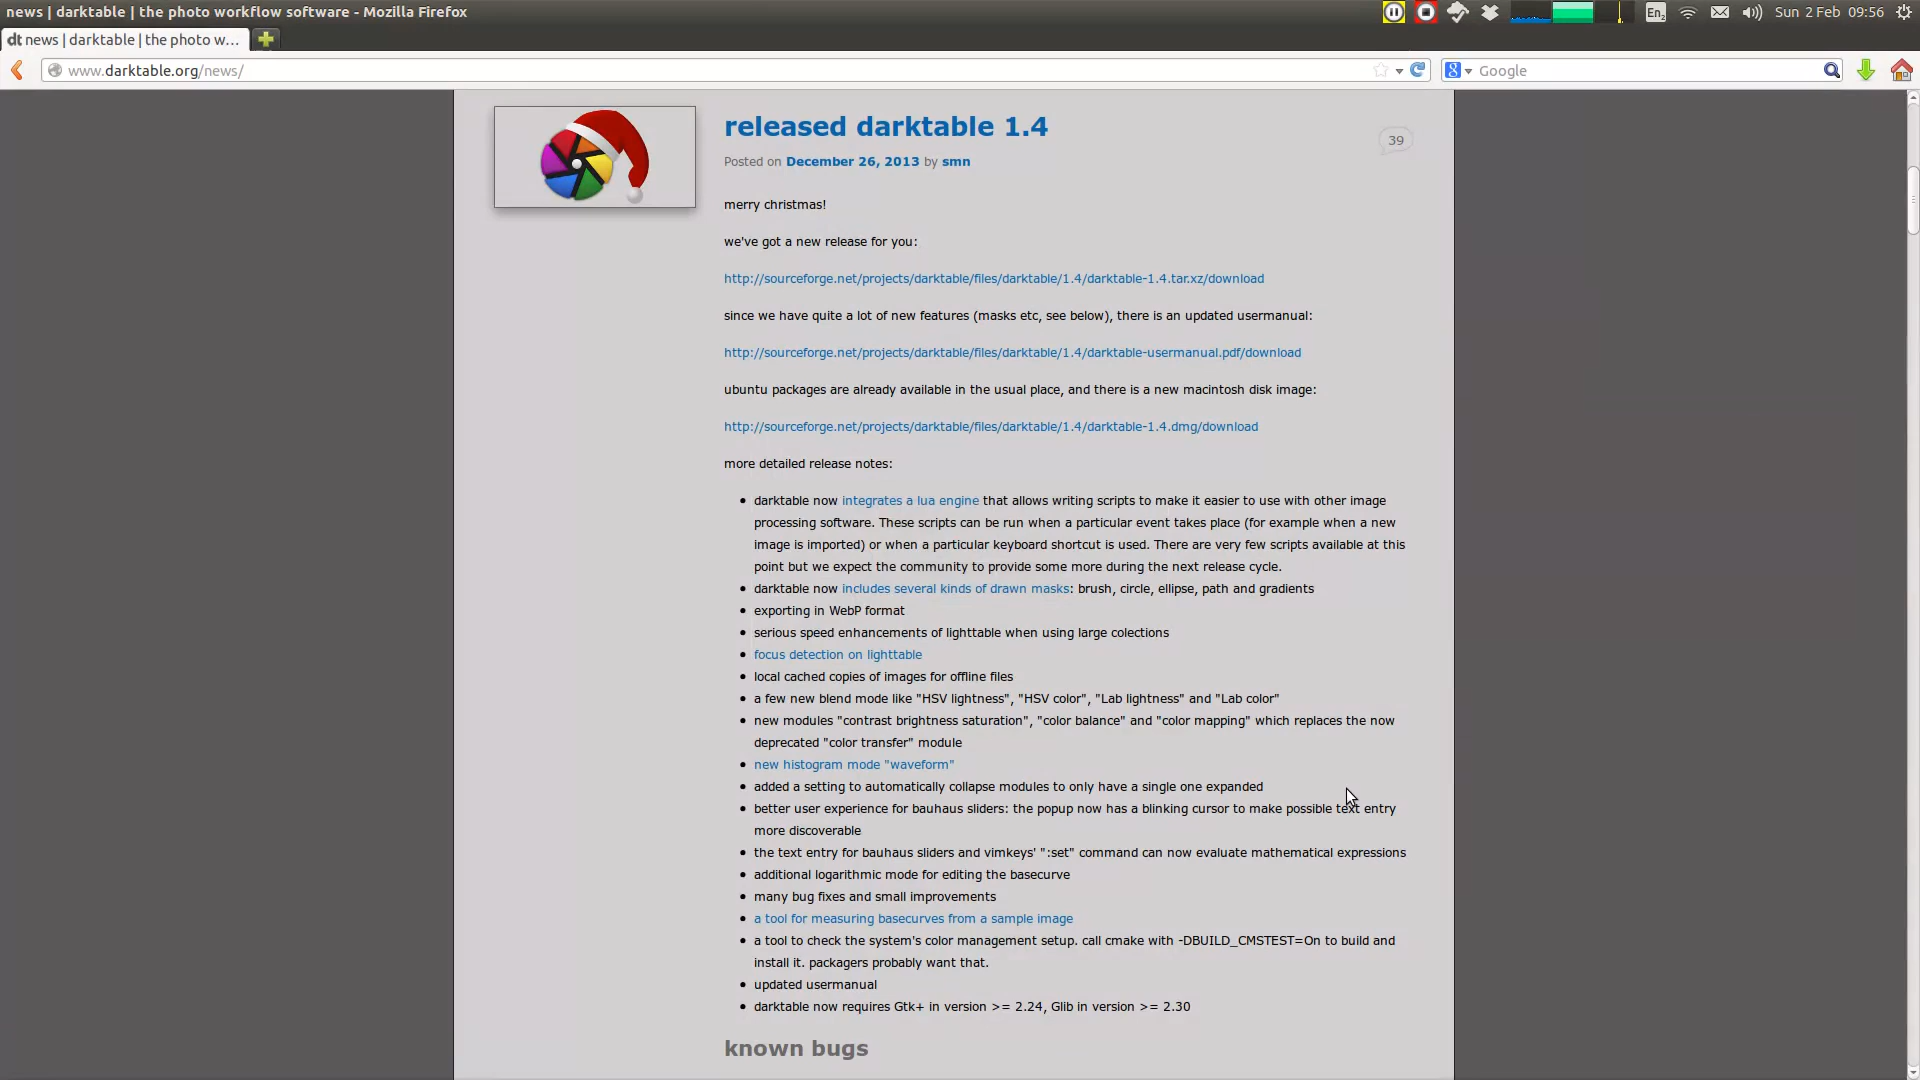 news | darktable | the photo workflow software - Mozilla Firefox
En2
Sun 2 Feb 09:56
dt news | darktable | the photo w...
www.darktable.org/news/
8
Google
released darktable 1.4
39
Posted on December 26, 2013 by smn
merry christmas!
we've got a new release for you:
http://sourceforge.net/projects/darktable/files/darktable/1.4/darktable-1.4.tar.xz/download
since we have quite a lot of new features (masks etc, see below), there is an updated usermanual:
http://sourceforge.net/projects/darktable/files/darktable/1.4/darktable-usermanual.pdf/download
ubuntu packages are already available in the usual place, and there is a new macintosh disk image:
http://sourceforge.net/projects/darktable/files/darktable/1.4/darktable-1.4.dmg/download
more detailed release notes:
• darktable now integrates a lua engine that allows writing scripts to make it easier to use with other image
processing software. These scripts can be run when a particular event takes place (for example when a new
image is imported) or when a particular keyboard shortcut is used. There are very few scripts available at this
point but we expect the community to provide some more during the next release cycle.
• darktable now includes several kinds of drawn masks: brush, circle, ellipse, path and gradients
• exporting in WebP format
• serious speed enhancements of lighttable when using large colections
• focus detection on lighttable
• local cached copies of images for offline files
• a few new blend mode like "HSV lightness", "HSV color", "Lab lightness" and "Lab color"
• new modules "contrast brightness saturation", "color balance" and "color mapping" which replaces the now
deprecated "color transfer" module
• new histogram mode "waveform"
• added a setting to automatically collapse modules to only have a single one expanded
• better user experience for bauhaus sliders: the popup now has a blinking cursor to make possible text entry
more discoverable
• the text entry for bauhaus sliders and vimkeys' ":set" command can now evaluate mathematical expressions
• additional logarithmic mode for editing the basecurve
• many bug fixes and small improvements
• a tool for measuring basecurves from a sample image
• a tool to check the system's color management setup. call cmake with -DBUILD_CMSTEST=On to build and
install it. packagers probably want that.
• updated usermanual
• darktable now requires Gtk+ in version >= 2.24, Glib in version >= 2.30
known bugs